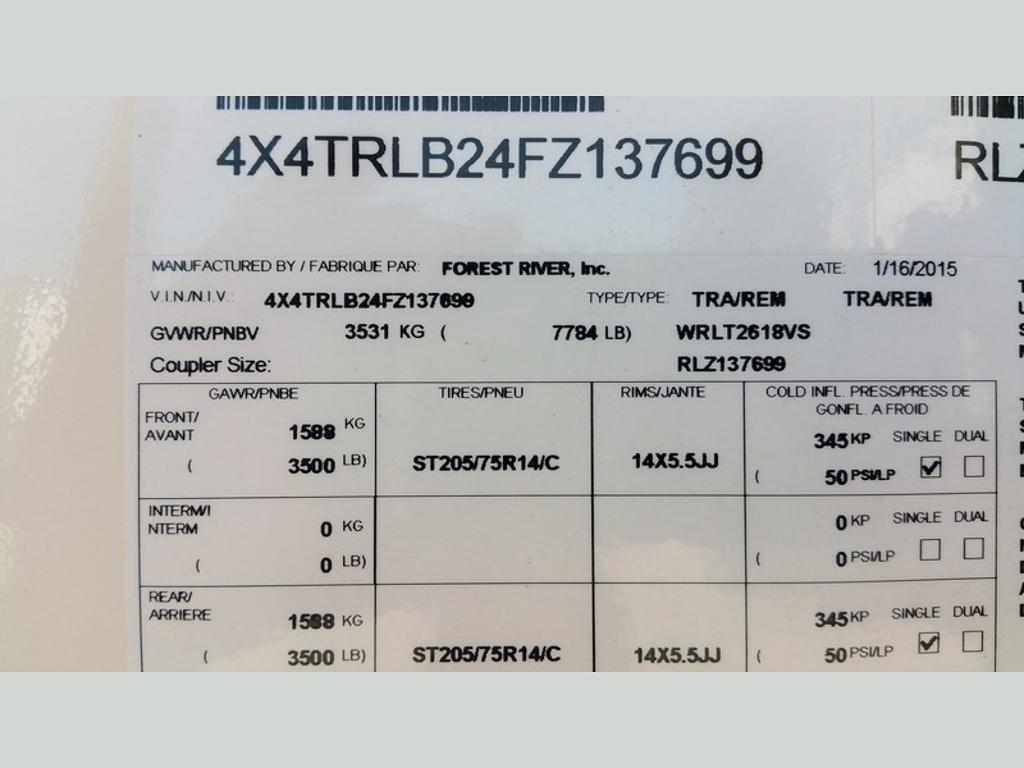 4X4TRLB24FZ137699
RLZ
MANUFACTURED BY / FABRIQUE PAR: FOREST RIVER, Inc. DATE: 1/16/2015
V.I.N./N.I.V.: 4X4TRLB24FZ137699 TYPE/TYPE: TRA/REM TRA/REM
GVWR/PNBV 3531 KG ( 7784 LB) WRLT2618VS
Coupler Size: RLZ137699
GAWR/PNBE TIRES/PNEU RIMS/JANTE COLD INFL. PRESS/PRESS DE
GONFL. A FROID
FRONT/
AVANT 1588 KG 345 KP SINGLE DUAL
( 3500 LB) ST205/75R14/C 14X5.5JJ ( 50 PSI/LP
INTERM/I
NTERM 0 KG 0 KP SINGLE DUAL
( 0 LB) ( 0 PSI/LP
REAR/
ARRIERE 1588 KG 345 KP SINGLE DUAL
( 3500 LB) ST205/75R14/C 14X5.5JJ ( 50 PSI/LP